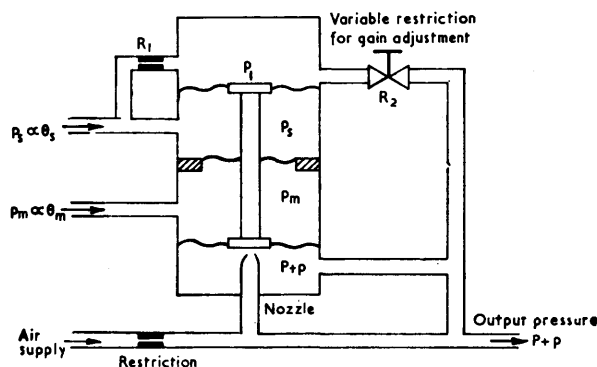 Variable restriction
for gain adjustment
R₁
p₁
R₂
pₛ∝θₛ
pₛ
pₘ∝θₘ
pₘ
P+p
Nozzle
Air
supply
Restriction
Output pressure
P+p